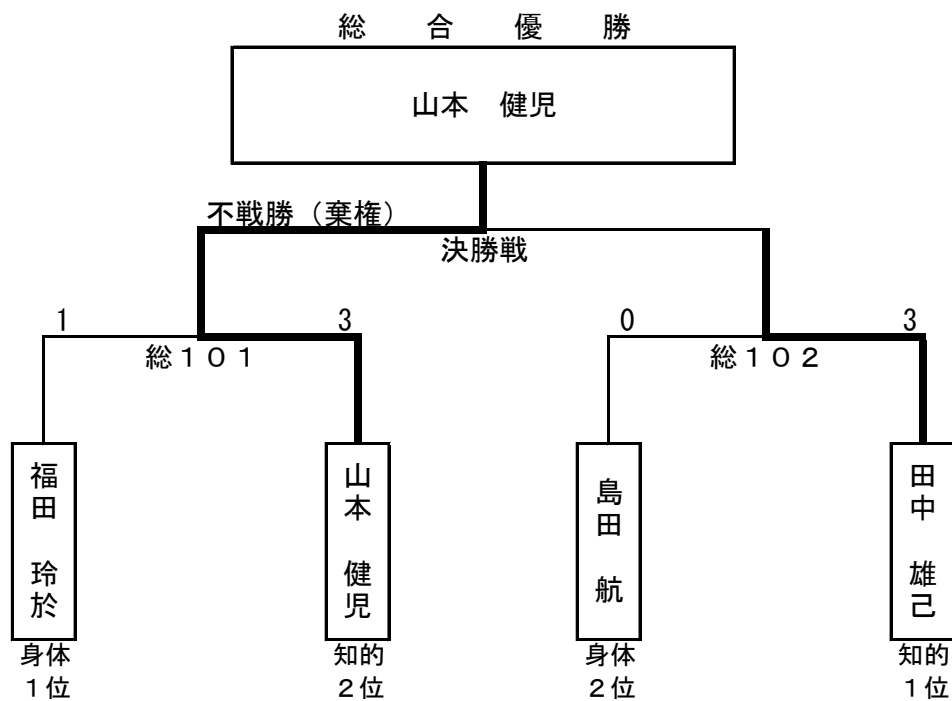 総　合　優　勝
山本　健児
不戦勝（棄権）
決勝戦
1　3　0　3
総１０１　総１０２
福田　玲於
山本　健児
島田　航
田中　雄己
身体　知的　身体　知的
１位　２位　２位　１位